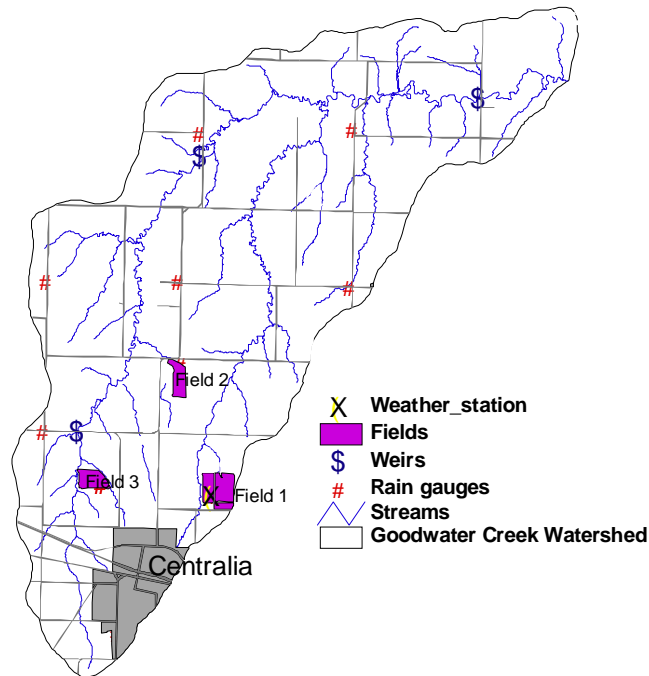 Field 2
Field 3
Field 1
Centralia
Weather_station
Fields
$ Weirs
# Rain gauges
Streams
Goodwater Creek Watershed